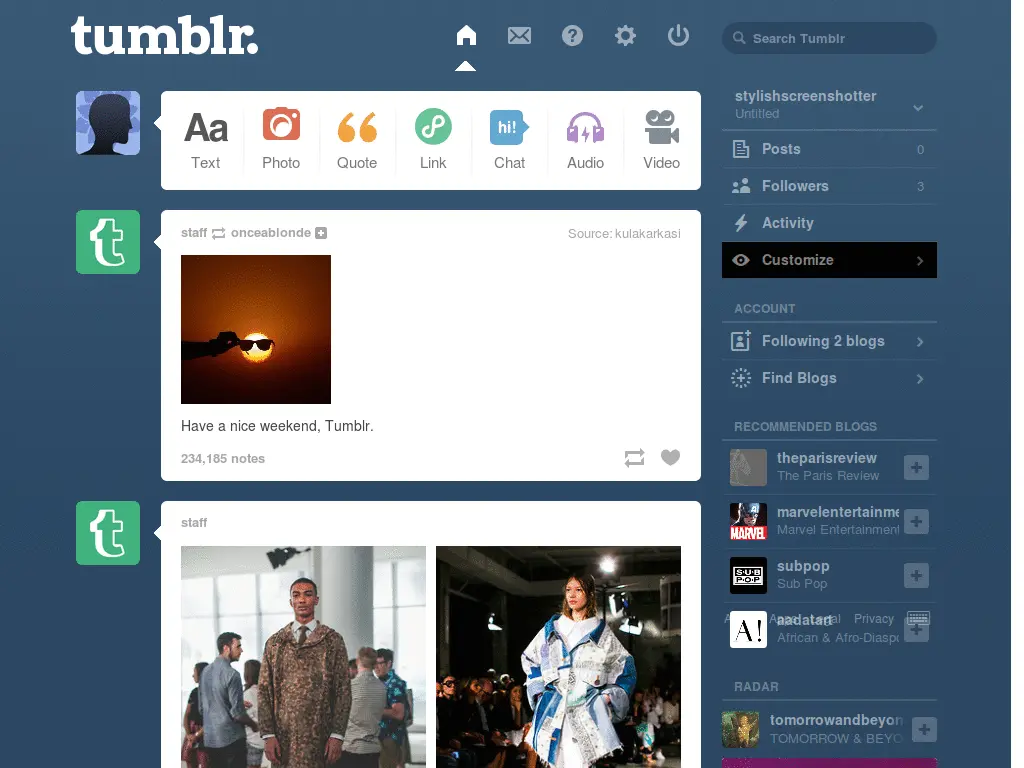 tumblr.
Search Tumblr
Aa
Text
Photo
Quote
Link
hi!
Chat
Audio
Video
stylishscreenshotter
Untitled
Posts 0
Followers 3
Activity
Customize
ACCOUNT
Following 2 blogs
Find Blogs
RECOMMENDED BLOGS
theparisreview
The Paris Review
MARVEL
marvelentertainme
Marvel Entertainment
SUB POP
subpop
Sub Pop
A!
Legal Privacy
African & Afro-Diaspo
RADAR
tomorrowandbeyon
TOMORROW & BEYO
t
staff onceablonde
Source: kulakarkasi
Have a nice weekend, Tumblr.
234,185 notes
t
staff